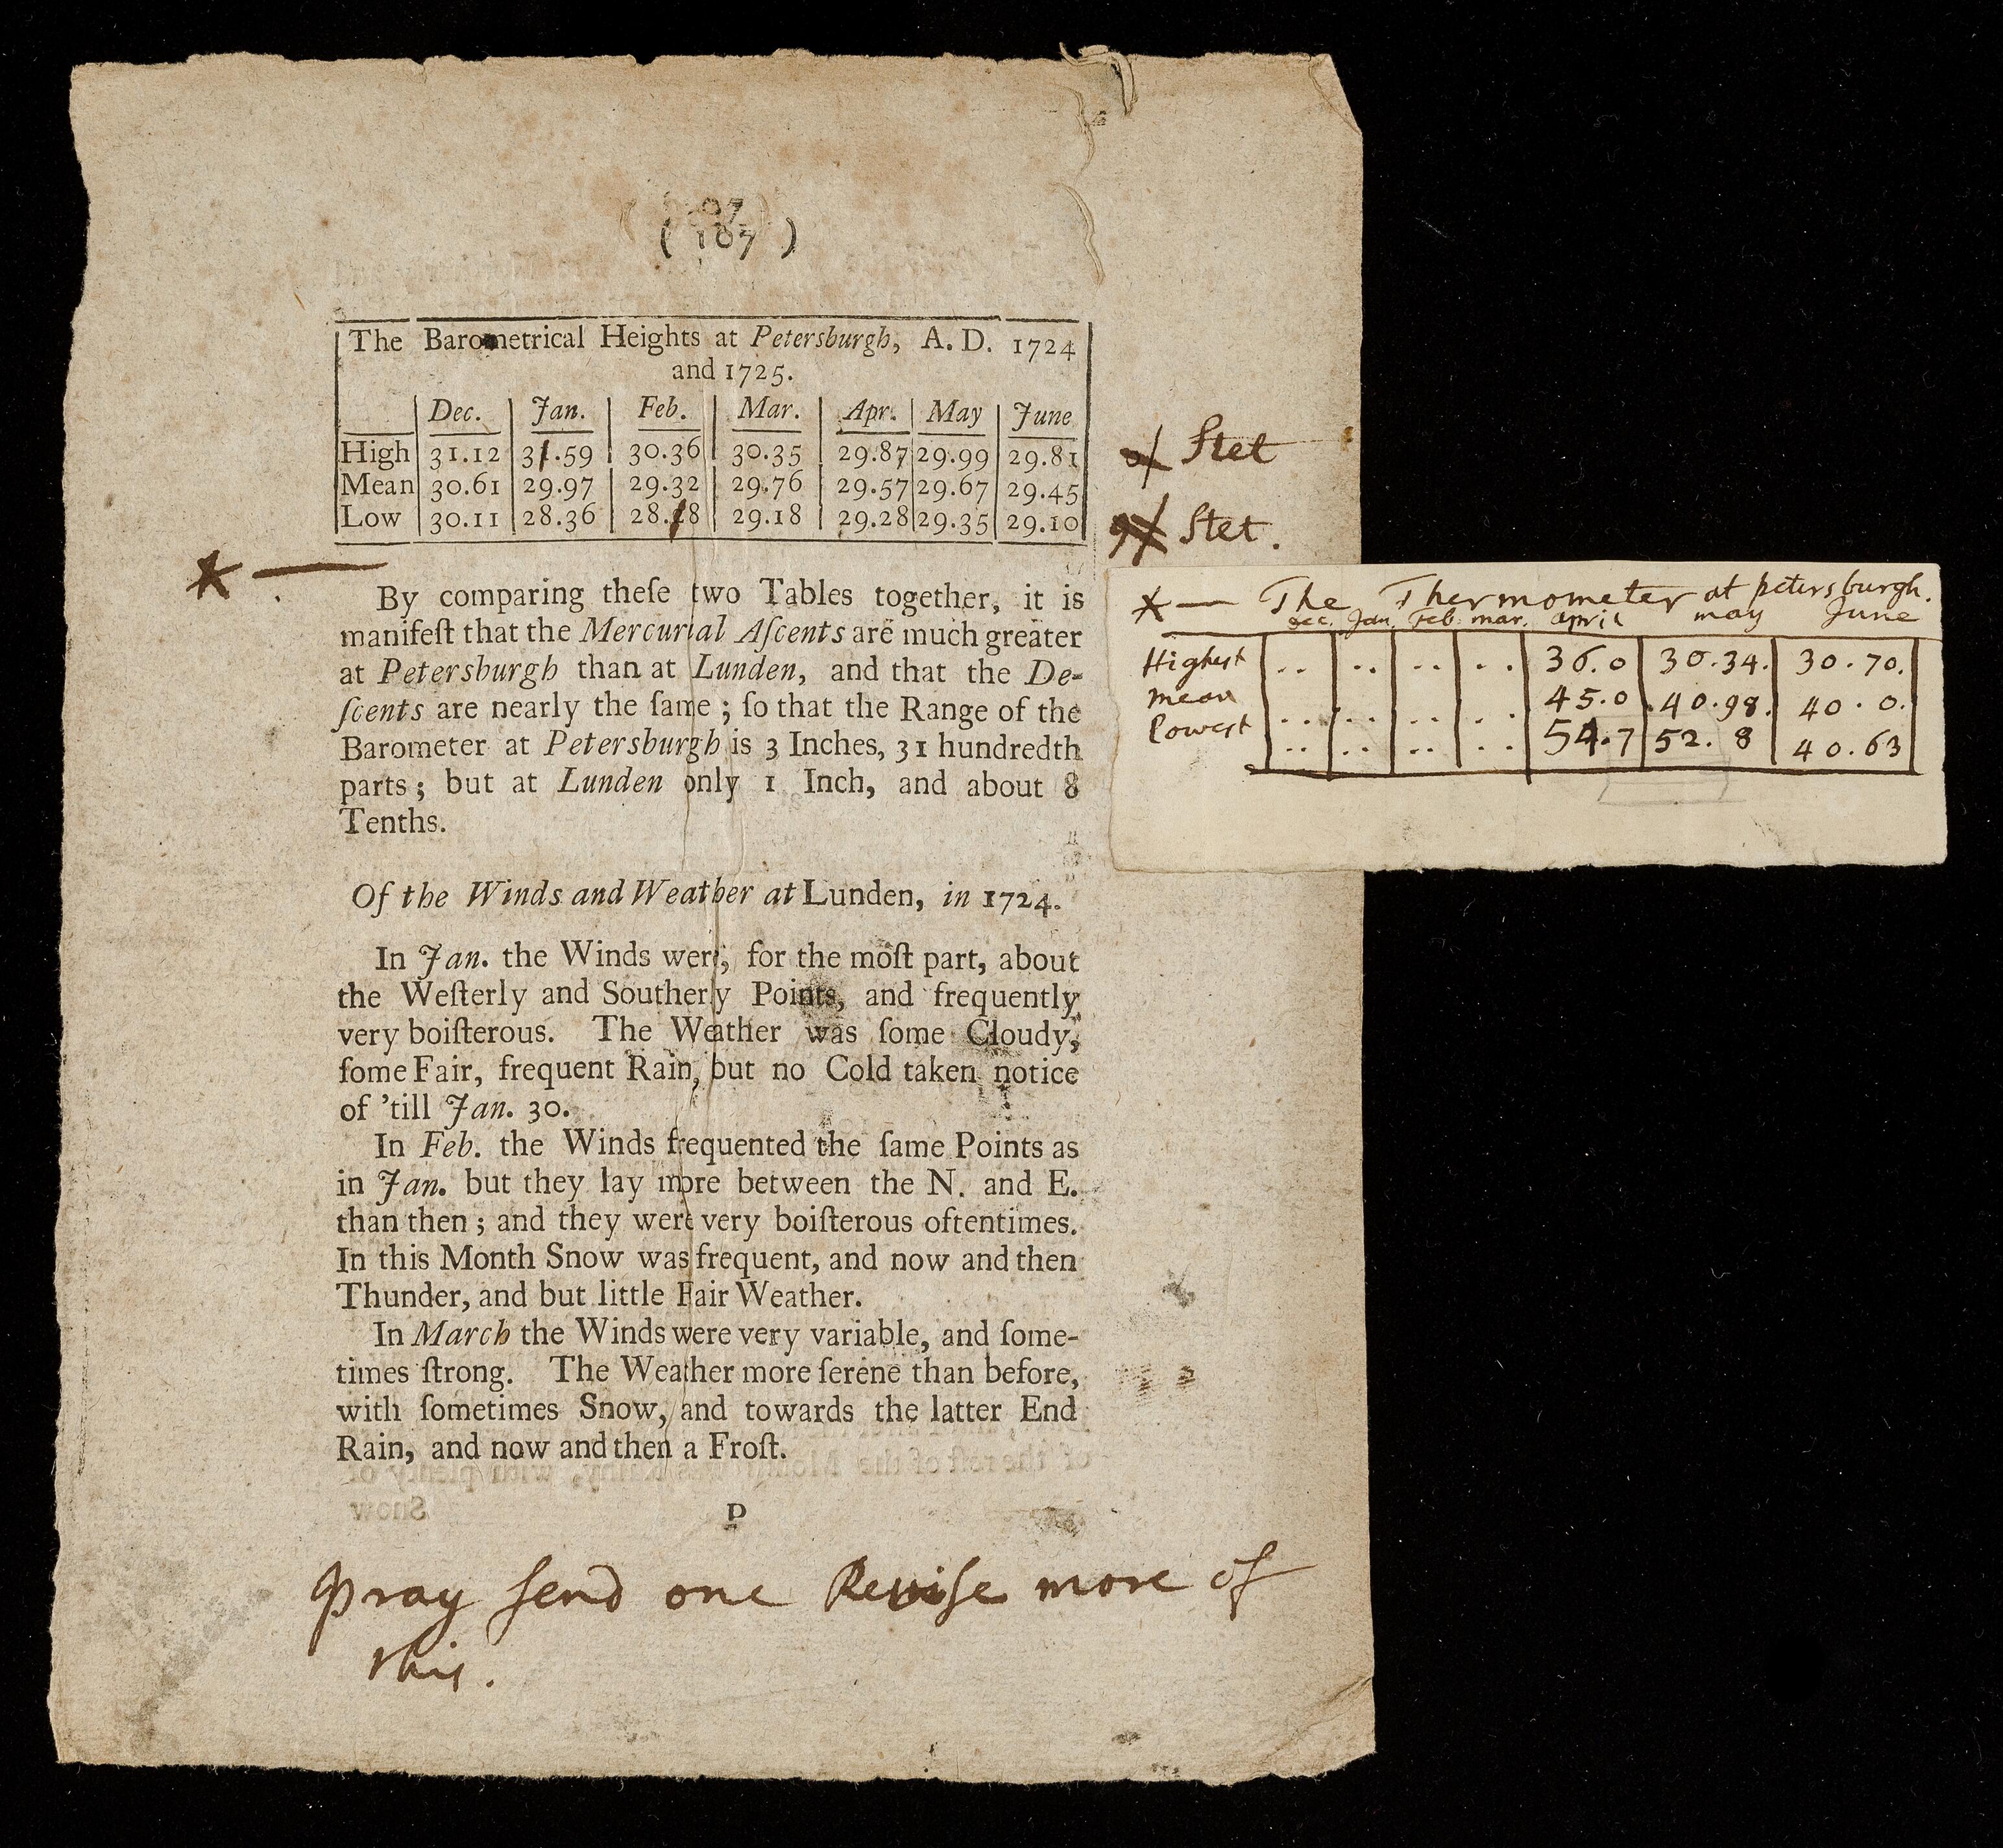 ( 107 )
The Barometrical Heights at Petersburgh, A. D. 1724
and 1725.
Dec. Jan. Feb. Mar. Apr. May June
High 31.12 31.59 30.36 30.35 29.87 29.99 29.81
Mean 30.61 29.97 29.32 29.76 29.57 29.67 29.45
Low 30.11 28.36 28.28 29.18 29.28 29.35 29.10
Stet
Stet.
By comparing theſe two Tables together, it is
manifeſt that the Mercurial Aſcents are much greater
at Petersburgh than at Lunden, and that the De-
ſcents are nearly the ſame ; ſo that the Range of the
Barometer at Petersburgh is 3 Inches, 31 hundredth
parts ; but at Lunden only 1 Inch, and about 8
Tenths.
Of the Winds and Weather at Lunden, in 1724.
In Jan. the Winds were, for the moſt part, about
the Weſterly and Southerly Points, and frequently
very boiſterous. The Weather was ſome Cloudy,
ſome Fair, frequent Rain, but no Cold taken notice
of ’till Jan. 30.
In Feb. the Winds frequented the ſame Points as
in Jan. but they lay more between the N. and E.
than then ; and they were very boiſterous oftentimes.
In this Month Snow was frequent, and now and then
Thunder, and but little Fair Weather.
In March the Winds were very variable, and ſome-
times ſtrong. The Weather more ſerene than before,
with ſometimes Snow, and towards the latter End
Rain, and now and then a Froſt.
P
pray ſend one Reviſe more of
this.
* — The Thermometer at petersburgh.
Dec. Jan. Feb. mar. april may June
Highest .. .. .. .. 36.0 30.34. 30.70.
mean .. .. .. .. 45.0 40.98. 40.0.
lowest .. .. .. .. 54.7 52.8 40.63